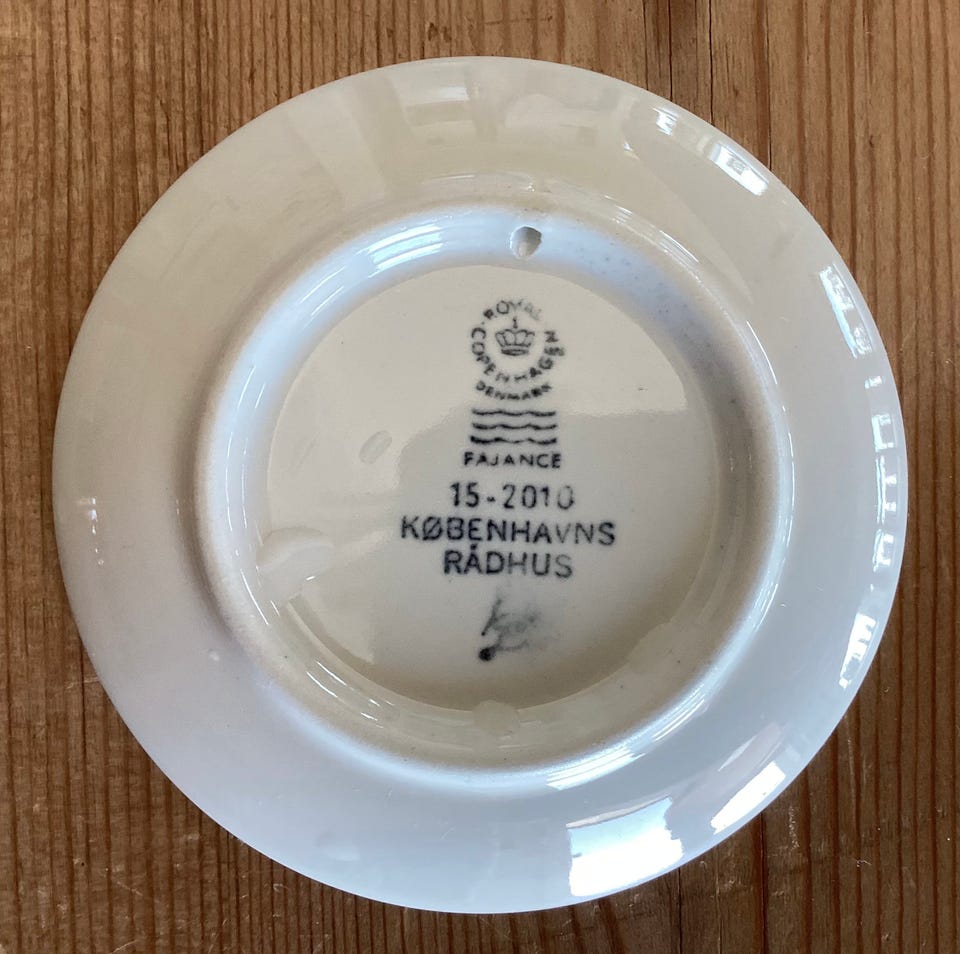 ROYAL COPENHAGEN
DENMARK
FAJANCE
15-2010
KØBENHAVNS
RÅDHUS